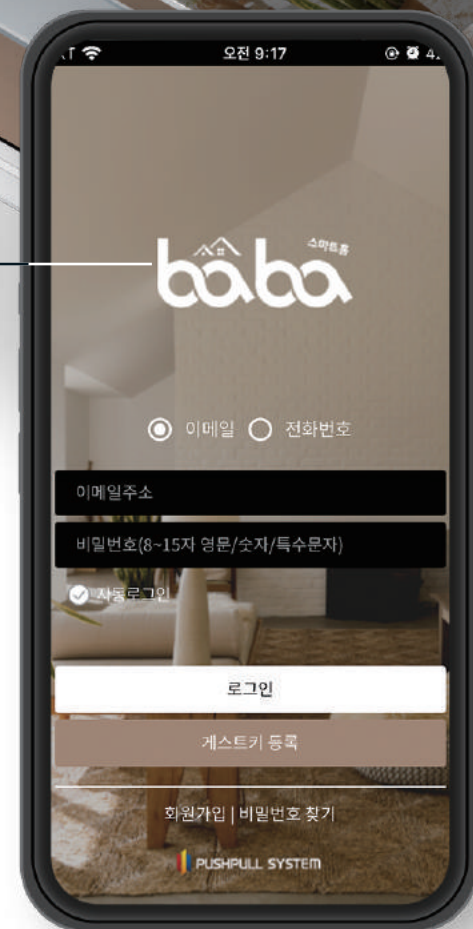 오전 9:17
스마트홈
baba
이메일 전화번호
이메일주소
비밀번호(8~15자 영문/숫자/특수문자)
자동로그인
로그인
게스트키 등록
회원가입 | 비밀번호 찾기
PUSHPULL SYSTEM